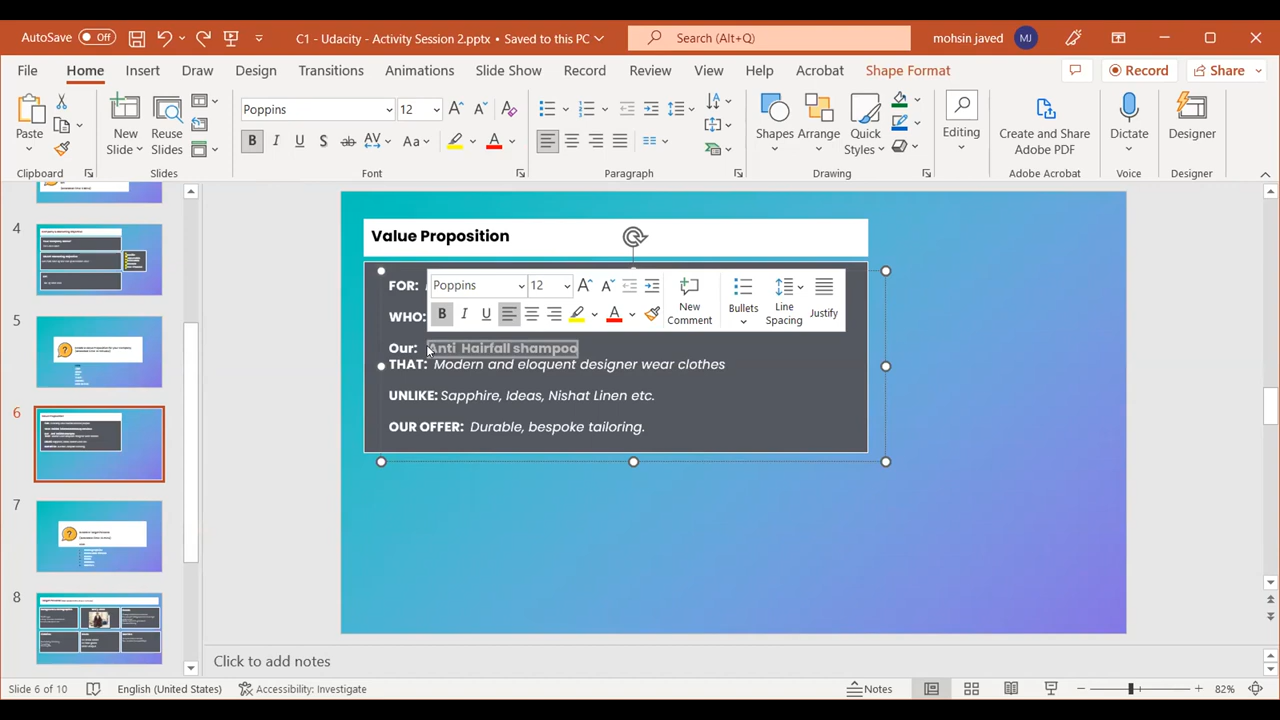 AutoSave Off
C1 - Udacity - Activity Session 2.pptx • Saved to this PC
Search (Alt+Q)
mohsin javed MJ
File Home Insert Draw Design Transitions Animations Slide Show Record Review View Help Acrobat Shape Format Record Share
Poppins 12
Paste
New Slide
Reuse Slides
Shapes Arrange Quick Styles
Editing
Create and Share Adobe PDF
Dictate
Designer
Clipboard Slides Font Paragraph Drawing Adobe Acrobat Voice Designer
4
5
6
7
8
Value Proposition
FOR:
Poppins 12
New Comment
Bullets
Line Spacing
Justify
WHO:
Our: Anti Hairfall shampoo
THAT: Modern and eloquent designer wear clothes
UNLIKE: Sapphire, Ideas, Nishat Linen etc.
OUR OFFER: Durable, bespoke tailoring.
Click to add notes
Slide 6 of 10 English (United States) Accessibility: Investigate Notes 82%